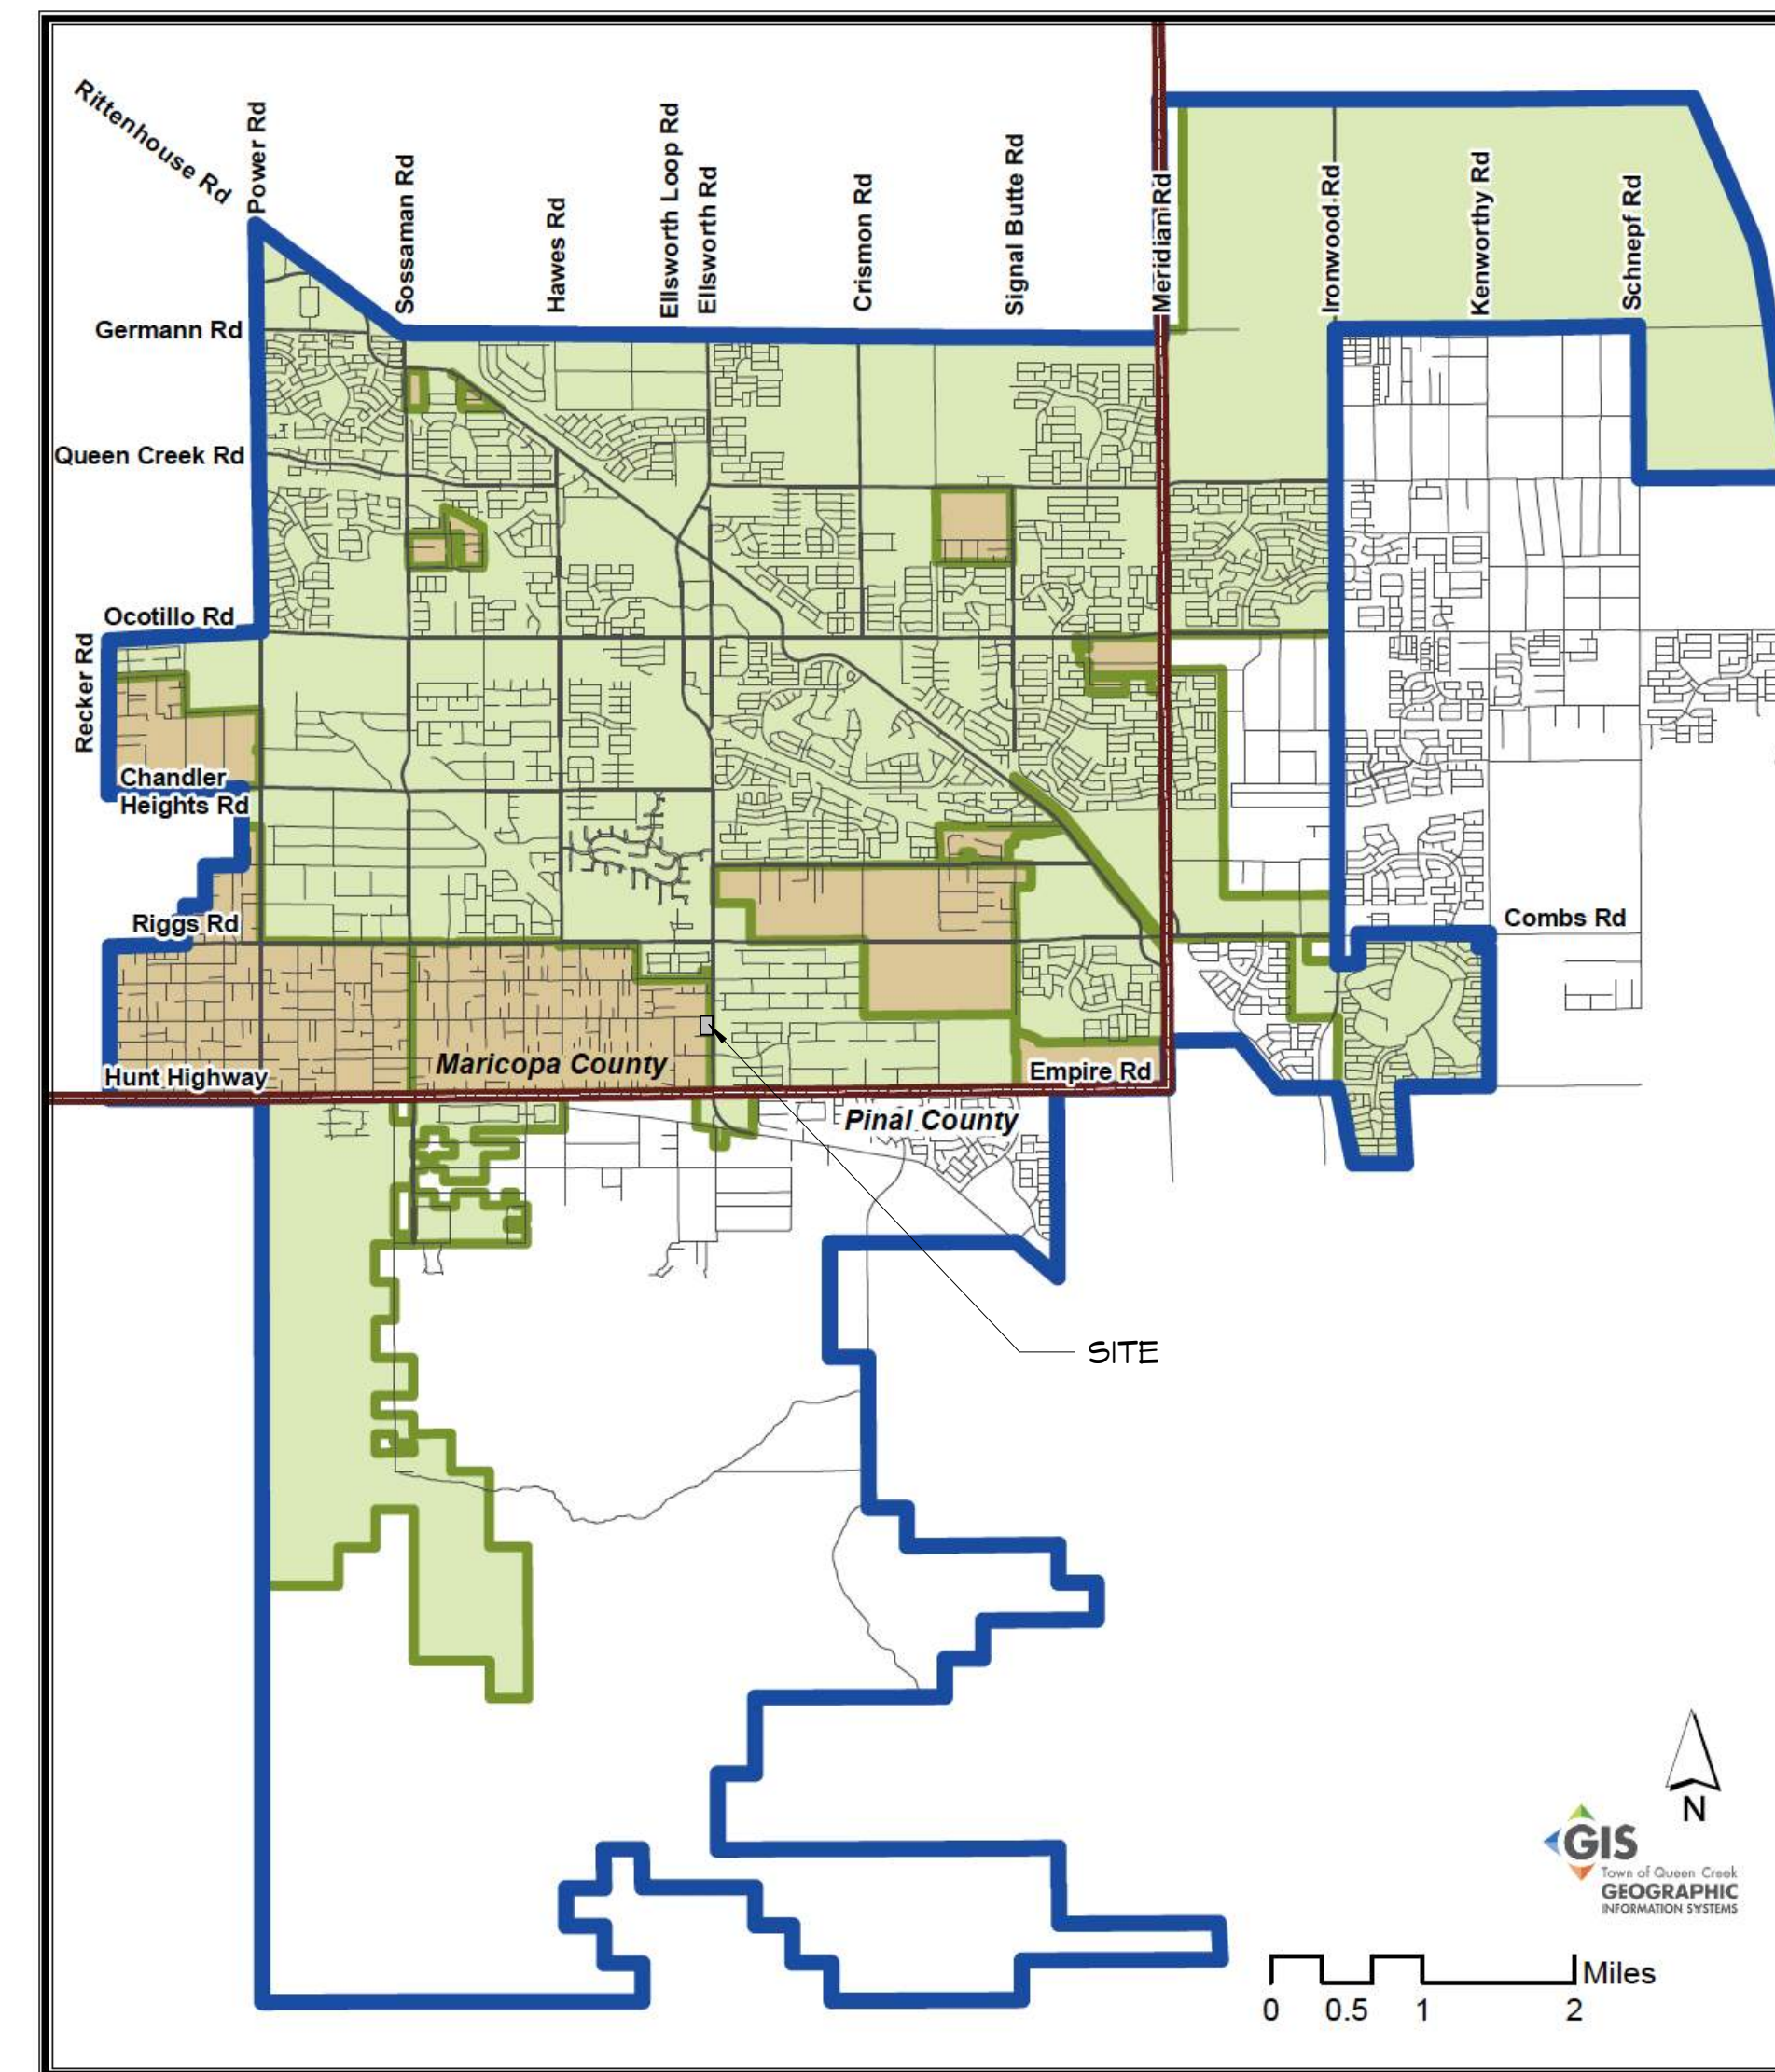 Rittenhouse Rd
Power Rd
Sossaman Rd
Hawes Rd
Ellsworth Loop Rd
Ellsworth Rd
Crismon Rd
Signal Butte Rd
Meridian Rd
Ironwood Rd
Kenworthy Rd
Schnepf Rd
Germann Rd
Queen Creek Rd
Ocotillo Rd
Recker Rd
Chandler
Heights Rd
Riggs Rd
Combs Rd
Hunt Highway
Maricopa County
Empire Rd
Pinal County
SITE
N
GIS
Town of Queen Creek
GEOGRAPHIC
INFORMATION SYSTEMS
Miles
0 0.5 1 2